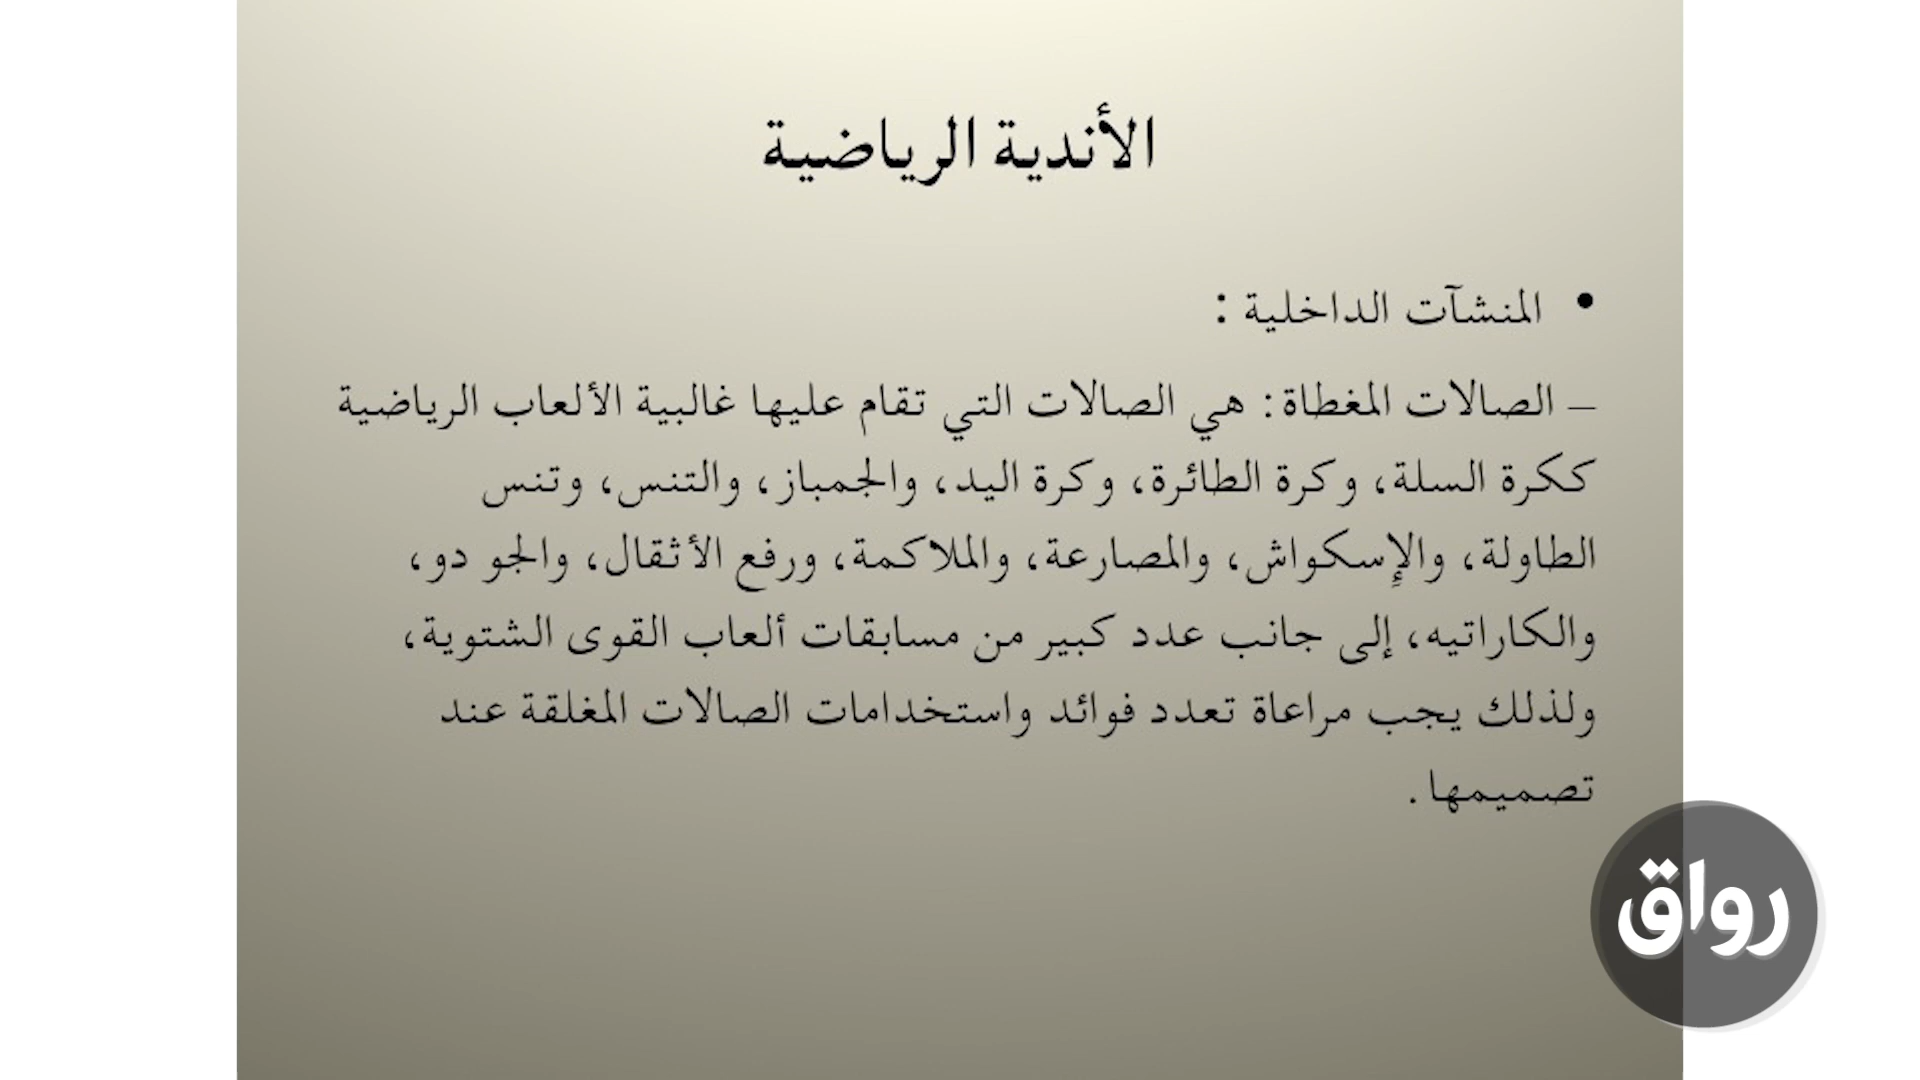 الأندية الرياضية
• المنشآت الداخلية :
– الصالات المغطاة: هي الصالات التي تقام عليها غالبية الألعاب الرياضية
ككرة السلة، وكرة الطائرة، وكرة اليد، والجمباز، والتنس، وتنس
الطاولة، والإسكواش، والمصارعة، والملاكمة، ورفع الأثقال، والجو دو،
والكاراتيه، إلى جانب عدد كبير من مسابقات ألعاب القوى الشتوية،
ولذلك يجب مراعاة تعدد فوائد واستخدامات الصالات المغلقة عند
تصميمها .
رواق